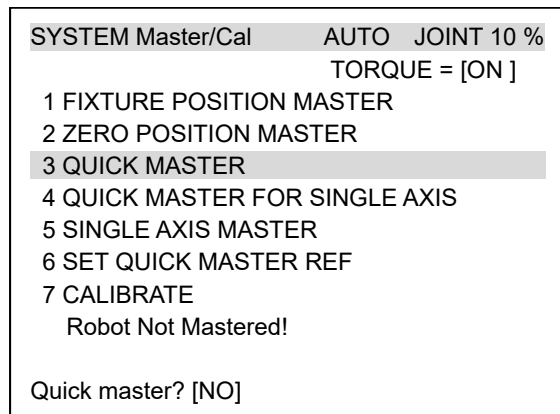 SYSTEM Master/Cal AUTO JOINT 10 %
TORQUE = [ON ]
1 FIXTURE POSITION MASTER
2 ZERO POSITION MASTER
3 QUICK MASTER
4 QUICK MASTER FOR SINGLE AXIS
5 SINGLE AXIS MASTER
6 SET QUICK MASTER REF
7 CALIBRATE
Robot Not Mastered!
Quick master? [NO]